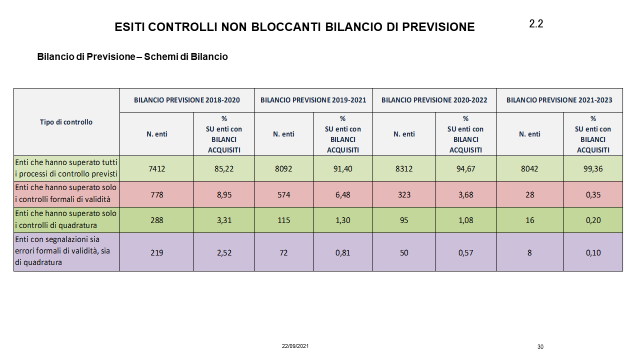 ESITI CONTROLLI NON BLOCCANTI BILANCIO DI PREVISIONE
2.2
Bilancio di Previsione – Schemi di Bilancio
Tipo di controllo
BILANCIO PREVISIONE 2018-2020
BILANCIO PREVISIONE 2019-2021
BILANCIO PREVISIONE 2020-2022
BILANCIO PREVISIONE 2021-2023
N. enti
%
SU enti con
BILANCI
ACQUISITI
N. enti
%
SU enti con
BILANCI
ACQUISITI
N. enti
%
SU enti con
BILANCI
ACQUISITI
N. enti
%
SU enti con
BILANCI
ACQUISITI
Enti che hanno superato tutti
i processi di controllo previsti
7412
85,22
8092
91,40
8312
94,67
8042
99,36
Enti che hanno superato solo
i controlli formali di validità
778
8,95
574
6,48
323
3,68
28
0,35
Enti che hanno superato solo
i controlli di quadratura
288
3,31
115
1,30
95
1,08
16
0,20
Enti con segnalazioni sia
errori formali di validità, sia
di quadratura
219
2,52
72
0,81
50
0,57
8
0,10
22/09/2021
30